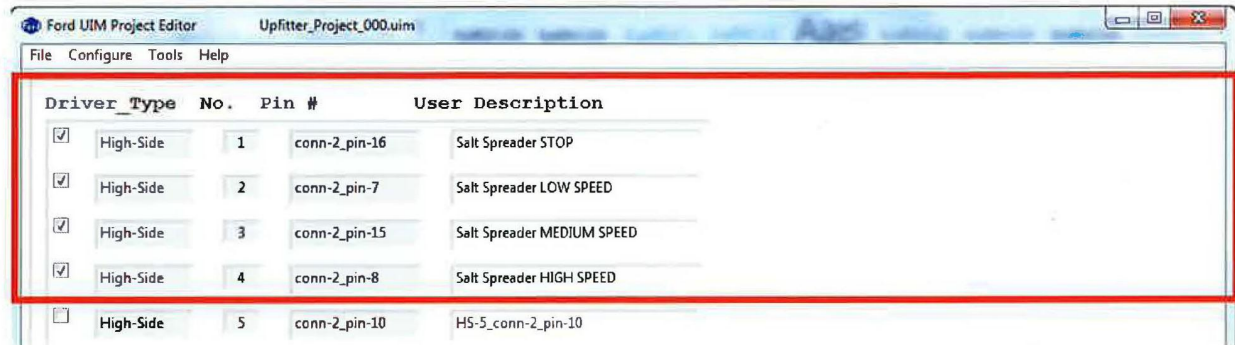 Ford UIM Project Editor Upfitter_Project_000.uim
File Configure Tools Help
Driver_Type No. Pin # User Description
High-Side 1 conn-2_pin-16 Salt Spreader STOP
High-Side 2 conn-2_pin-7 Salt Spreader LOW SPEED
High-Side 3 conn-2_pin-15 Salt Spreader MEDIUM SPEED
High-Side 4 conn-2_pin-8 Salt Spreader HIGH SPEED
High-Side 5 conn-2_pin-10 HS-5_conn-2_pin-10